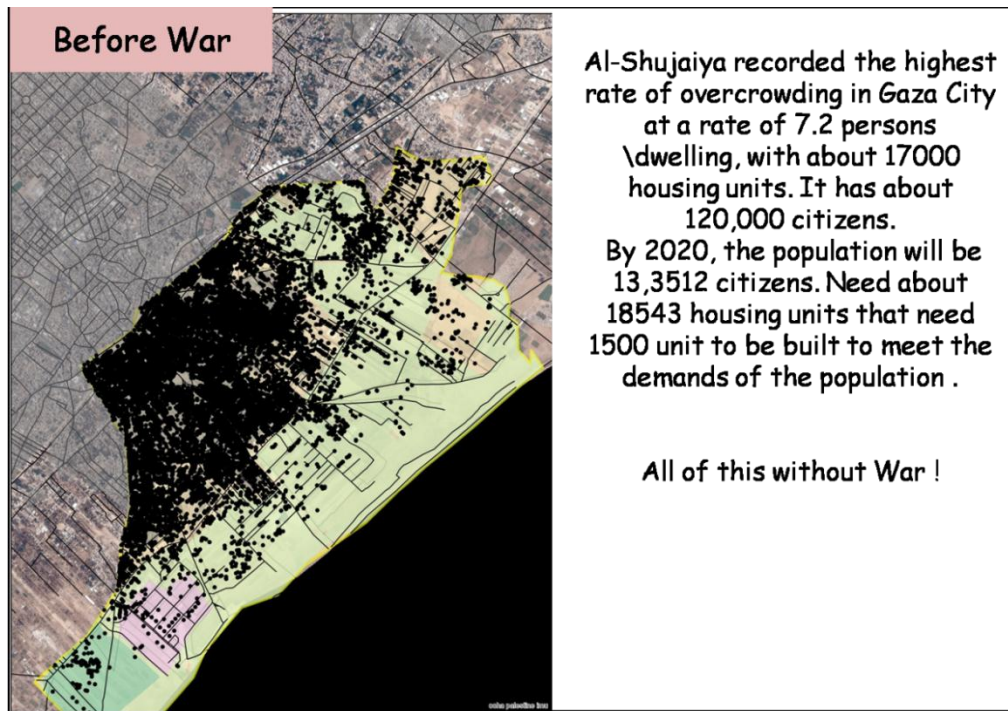 Before War
Al-Shujaiya recorded the highest
rate of overcrowding in Gaza City
at a rate of 7.2 persons
\dwelling, with about 17000
housing units. It has about
120,000 citizens.
By 2020, the population will be
13,3512 citizens. Need about
18543 housing units that need
1500 unit to be built to meet the
demands of the population .
All of this without War !